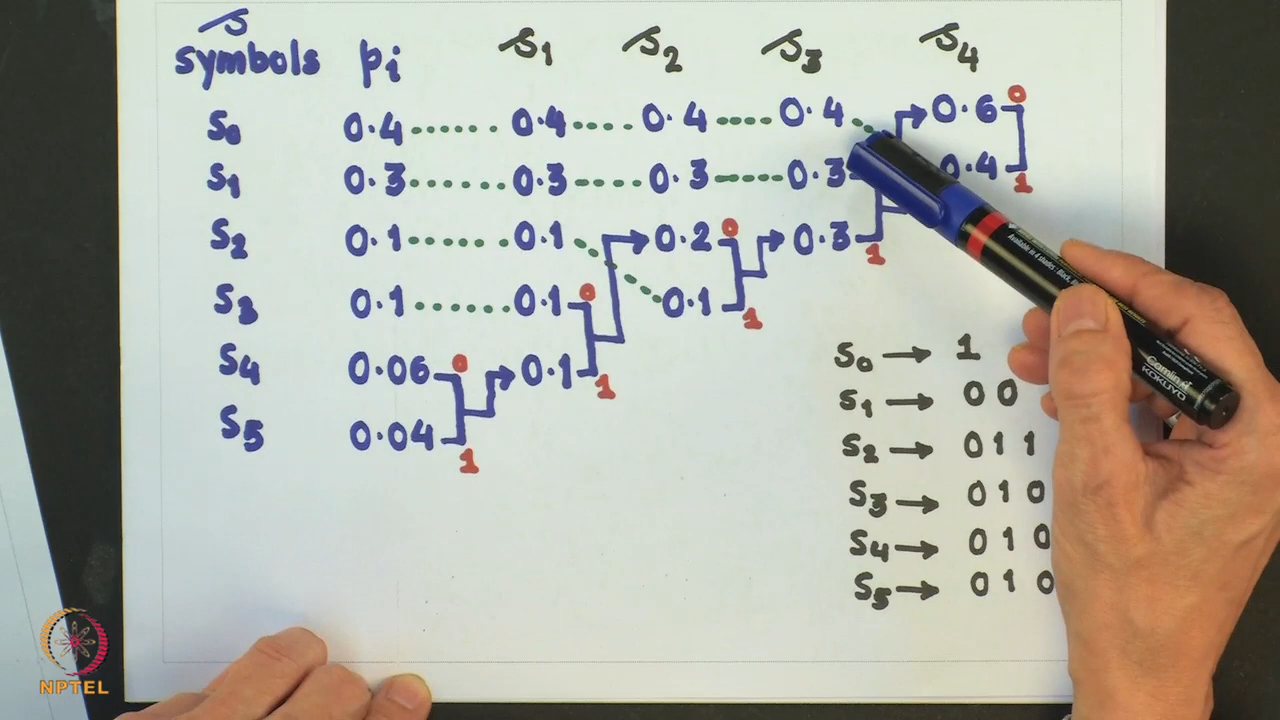 S
symbols pi S1 S2 S3 S4
S0 0.4 0.4 0.4 0.4 0.6 0
S1 0.3 0.3 0.3 0.3 0.4 1
S2 0.1 0.1 0.2 0 0.3 1
S3 0.1 0.1 0 0.1 1
S4 0.06 0 0.1 1
S5 0.04 1
S0 → 1
S1 → 0 0
S2 → 0 1 1
S3 → 0 1 0
S4 → 0 1 0
S5 → 0 1 0
Camlin
KOKUYO
NPTEL